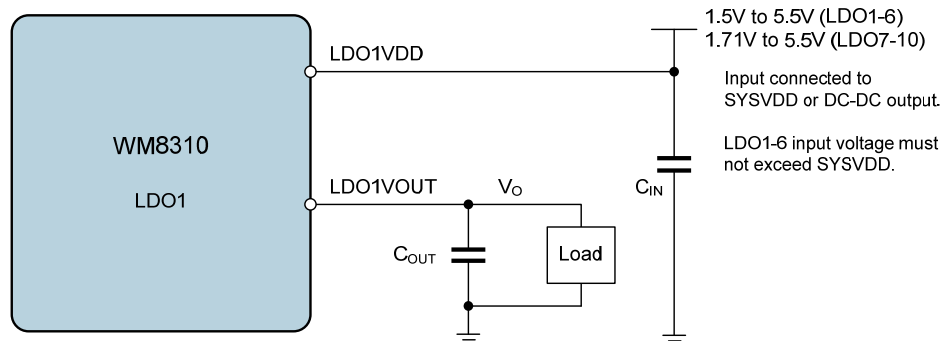 1.5V to 5.5V (LDO1-6)
1.71V to 5.5V (LDO7-10)
LDO1VDD
Input connected to
SYSVDD or DC-DC output.
WM8310
LDO1-6 input voltage must
not exceed SYSVDD.
LDO1
LDO1VOUT
VO
CIN
COUT
Load